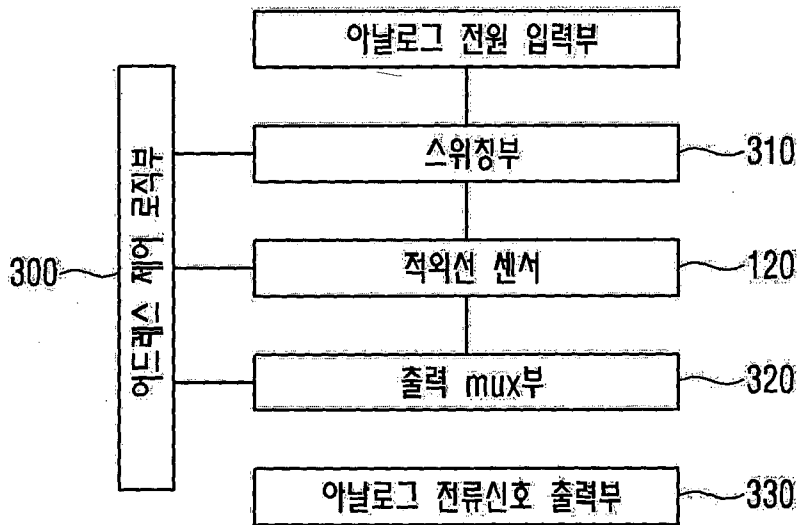 아날로그 전원 입력부
스위칭부
310
어드레스 제어 로직부
300
적외선 센서
120
출력 mux부
320
아날로그 전류신호 출력부
330